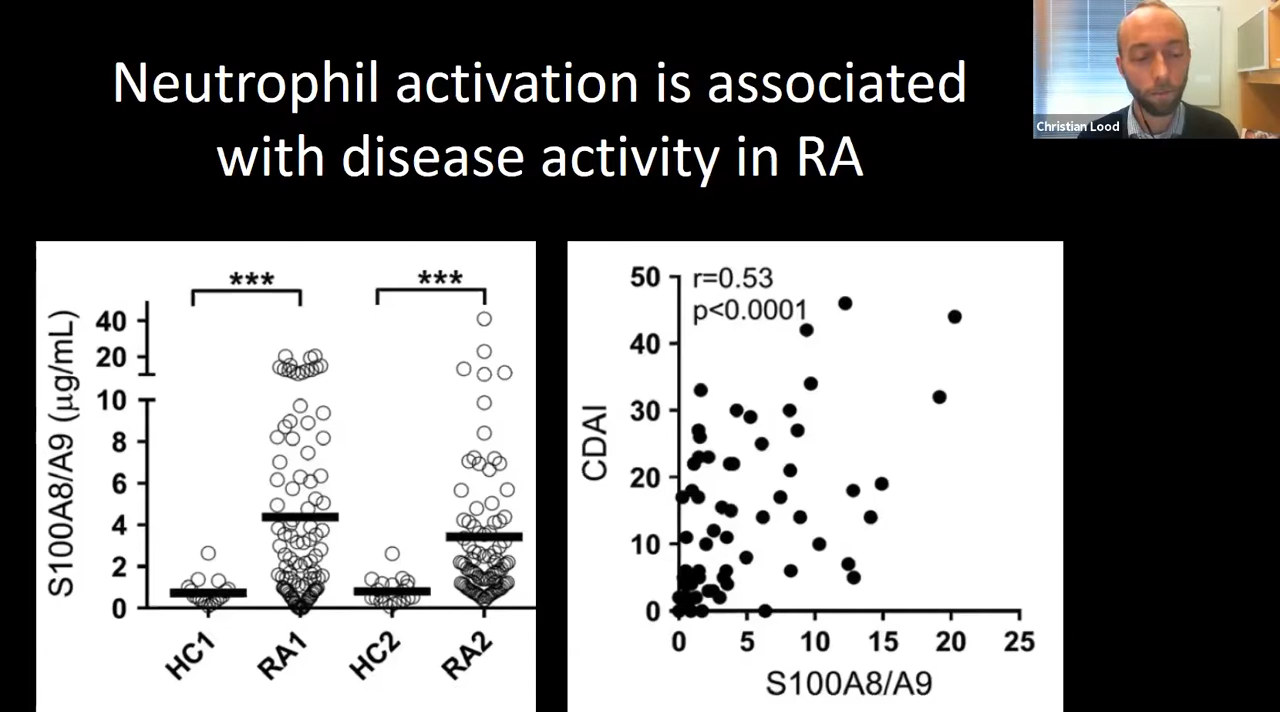 Neutrophil activation is associated
with disease activity in RA
Christian Lood
***
***
S100A8/A9 (µg/mL)
40
20
10
8
6
4
2
0
HC1
RA1
HC2
RA2
r=0.53
p<0.0001
CDAI
50
40
30
20
10
0
0 5 10 15 20 25
S100A8/A9